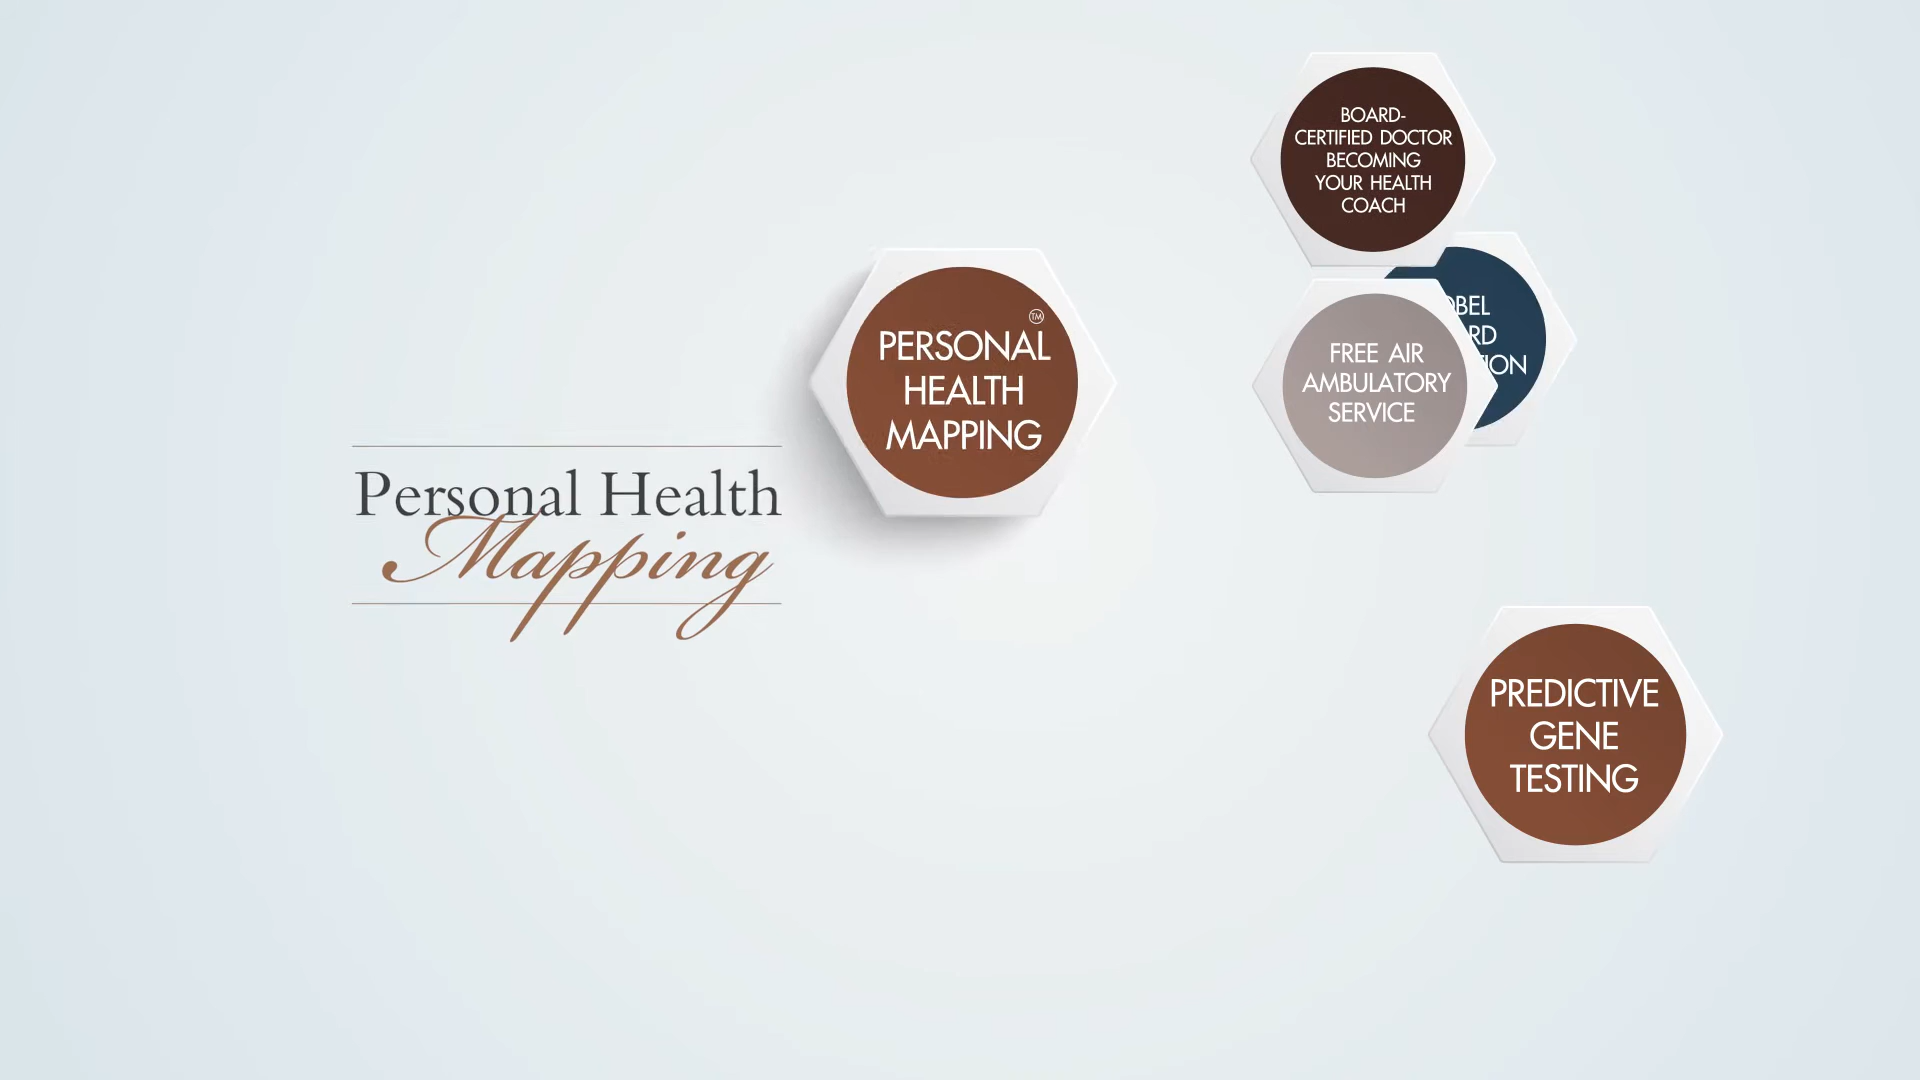 Personal Health
Mapping
PERSONAL
HEALTH
MAPPING
TM
BOARD-
CERTIFIED DOCTOR
BECOMING
YOUR HEALTH
COACH
FREE AIR
AMBULATORY
SERVICE
PREDICTIVE
GENE
TESTING